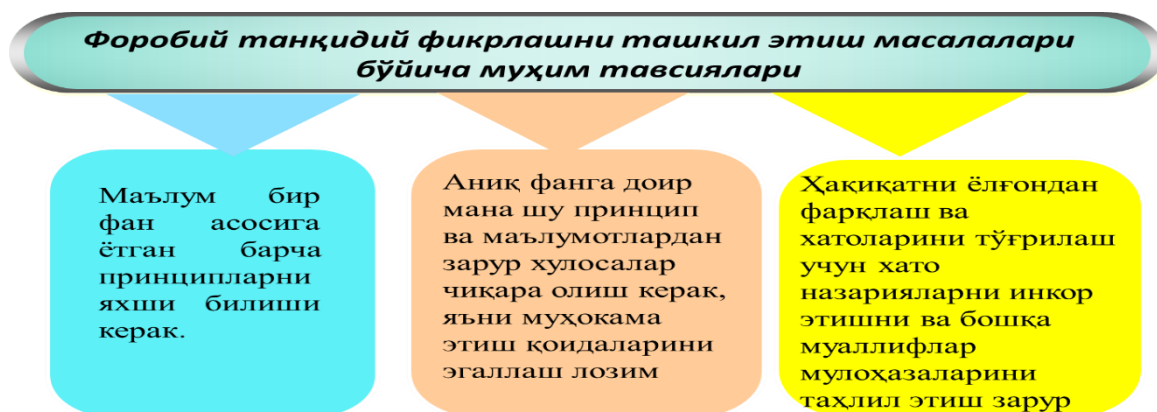 Форобий танқидий фикрлашни ташкил этиш масалалари
бўйича муҳим тавсиялари
Маълум бир
фан асосига
ётган барча
принципларни
яхши билиши
керак.
Аниқ фанга доир
мана шу принцип
ва маълумотлардан
зарур хулосалар
чиқара олиш керак,
яъни муҳокама
этиш қоидаларини
эгаллаш лозим
Ҳақиқатни ёлғондан
фарқлаш ва
хатоларини тўғрилаш
учун хато
назарияларни инкор
этишни ва бошқа
муаллифлар
мулоҳазаларини
таҳлил этиш зарур